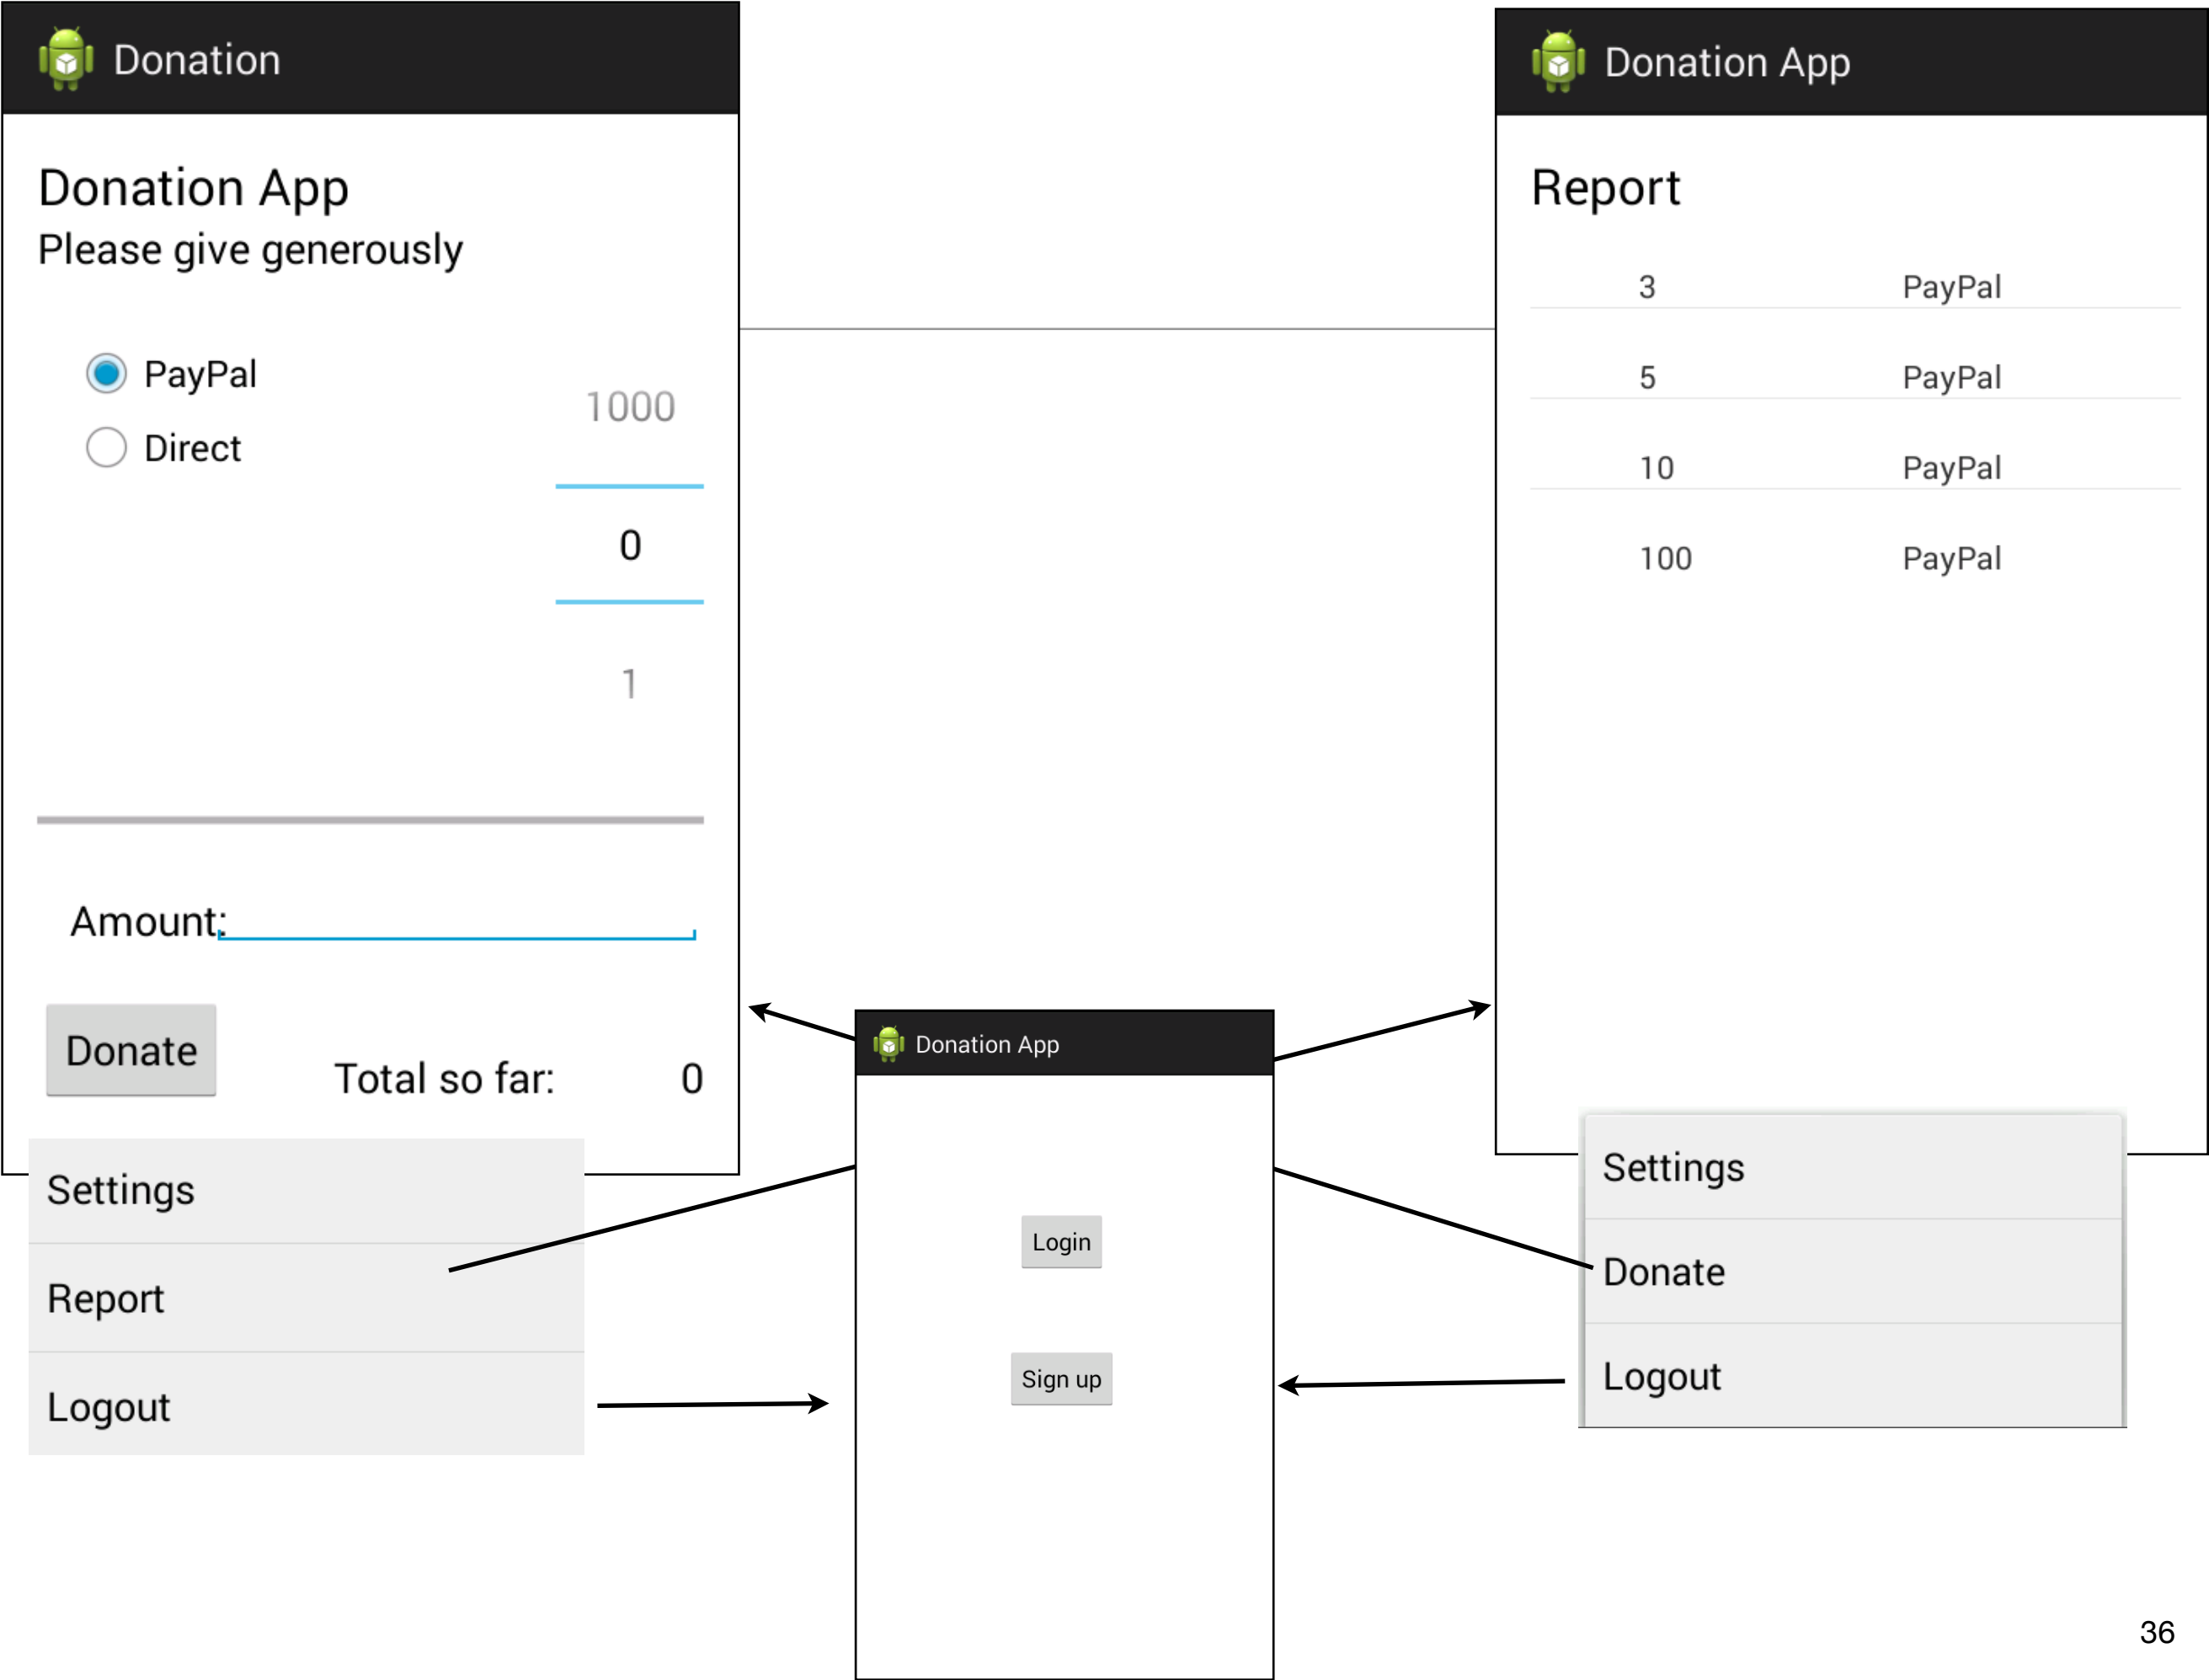 Donation
Donation App
Please give generously
PayPal
Direct
1000
0
1
Amount:
Donate
Total so far: 0
Settings
Report
Logout
Donation App
Login
Sign up
Donation App
Report
3 PayPal
5 PayPal
10 PayPal
100 PayPal
Settings
Donate
Logout
36